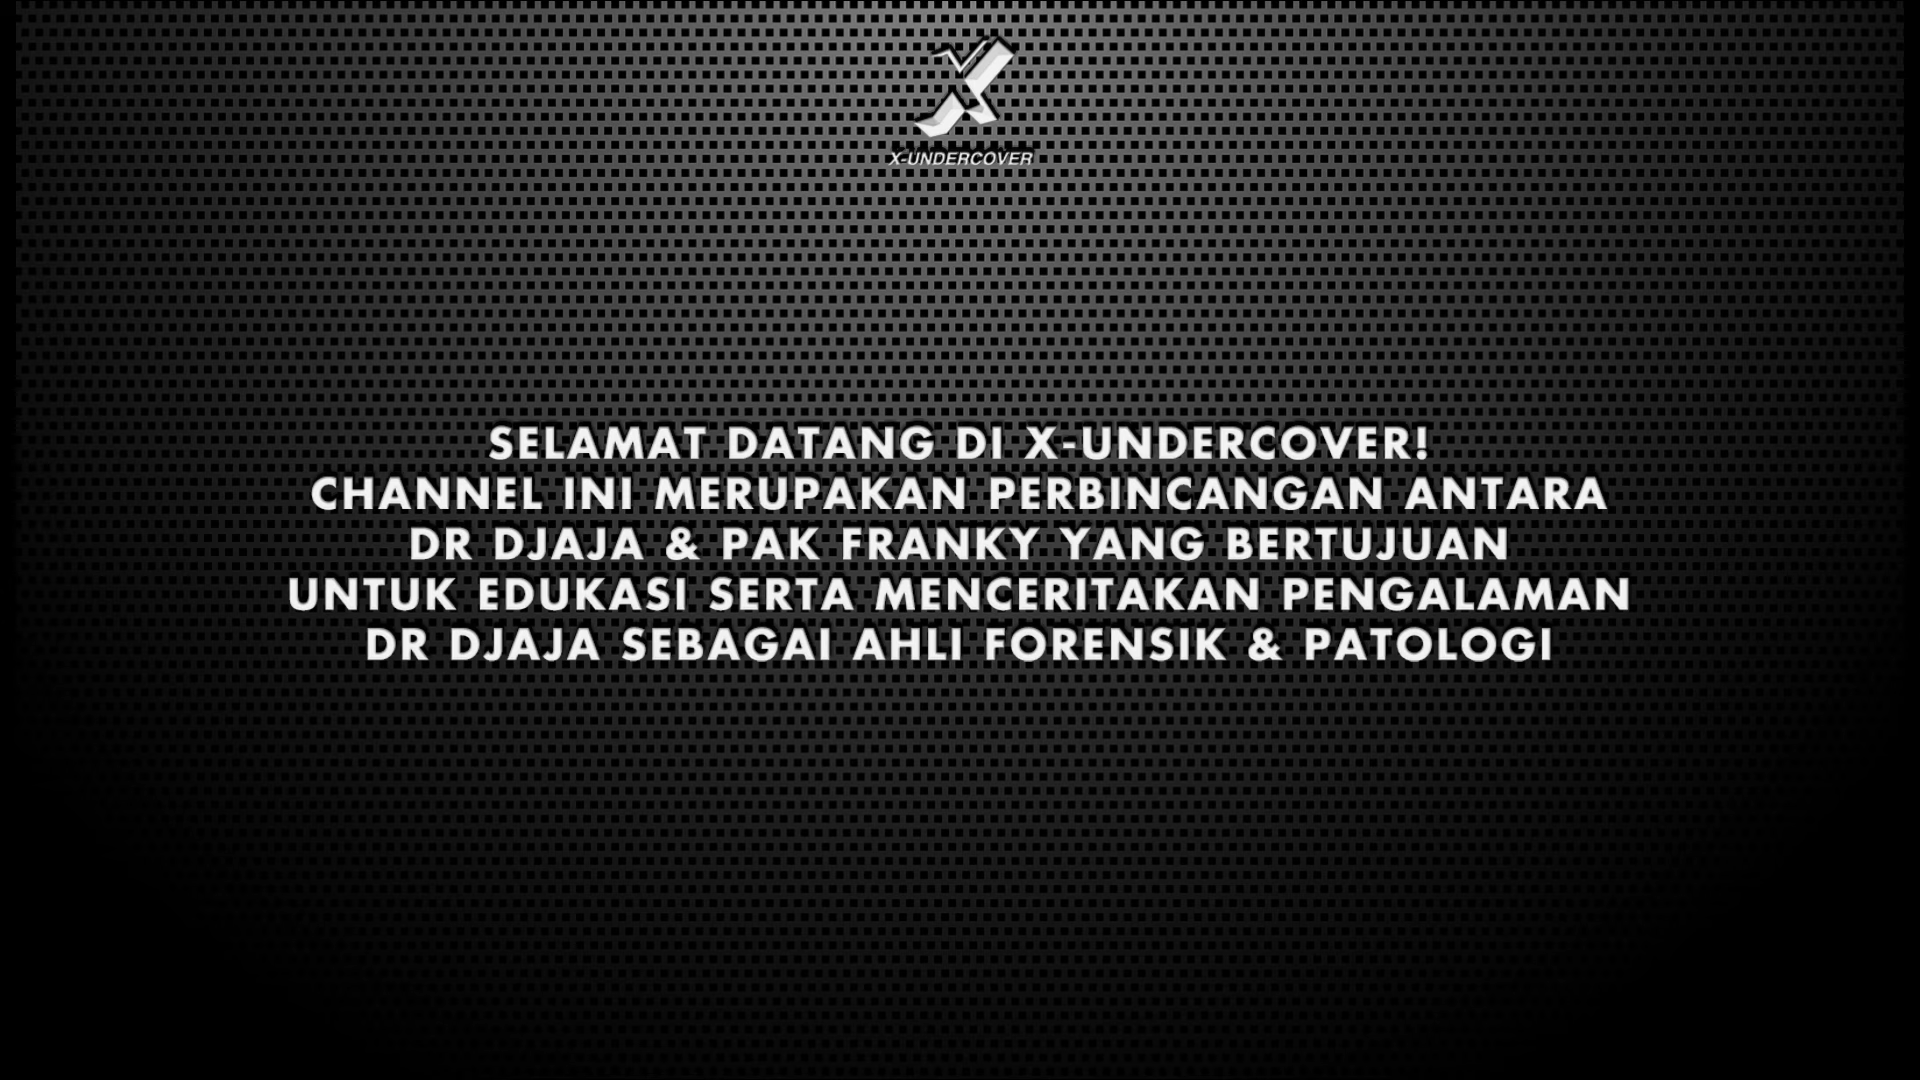 X-UNDERCOVER
SELAMAT DATANG DI X-UNDERCOVER!
CHANNEL INI MERUPAKAN PERBINCANGAN ANTARA
DR DJAJA & PAK FRANKY YANG BERTUJUAN
UNTUK EDUKASI SERTA MENCERITAKAN PENGALAMAN
DR DJAJA SEBAGAI AHLI FORENSIK & PATOLOGI